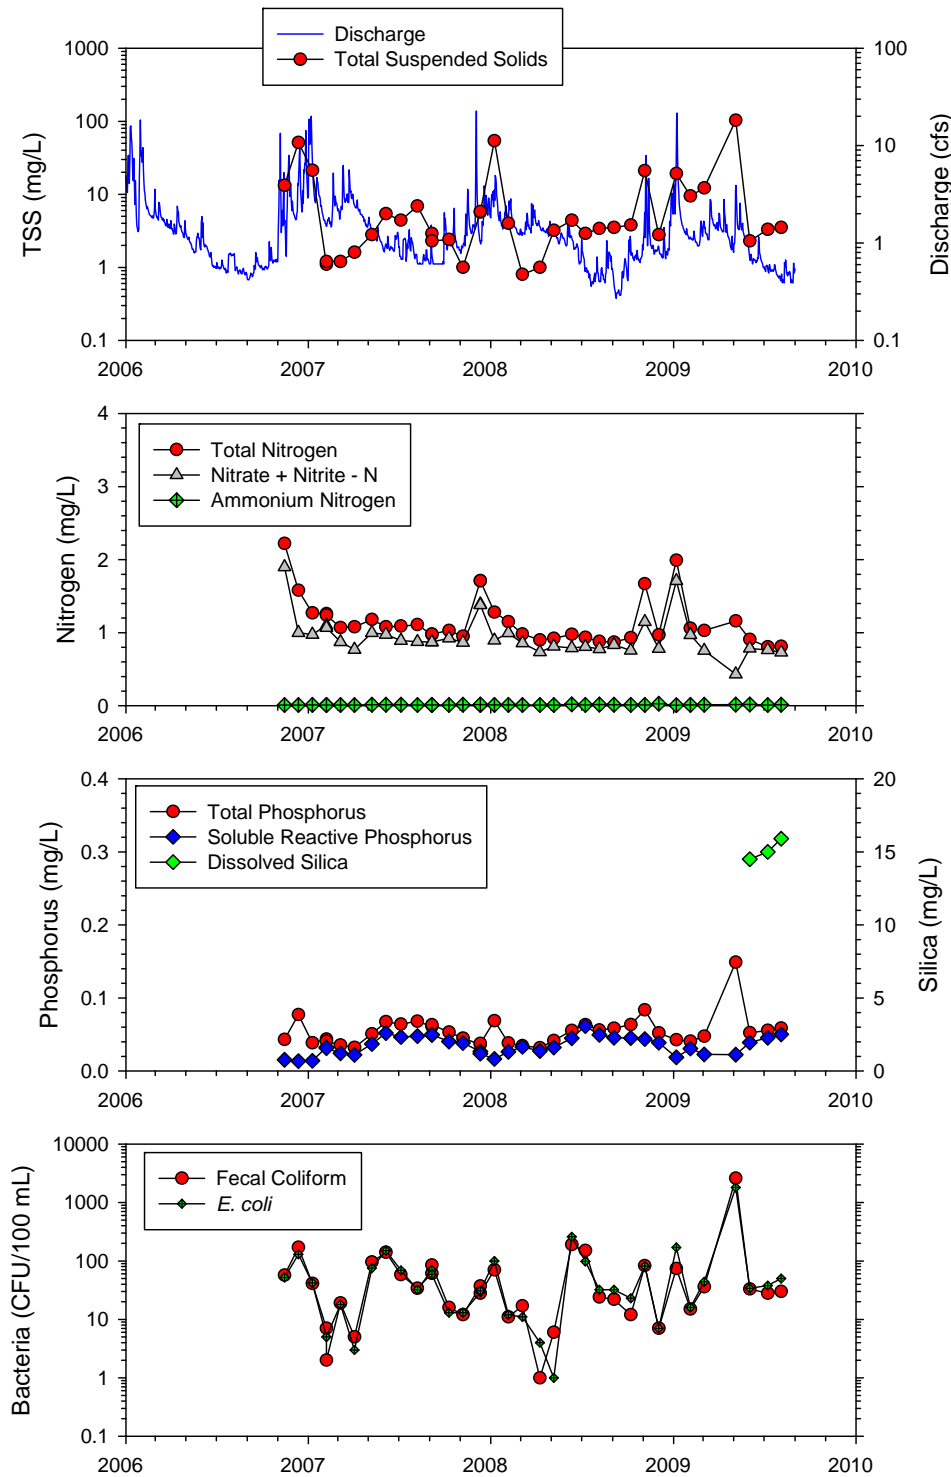 Discharge
Total Suspended Solids
1000
100
10
1
0.1
TSS (mg/L)
100
10
1
0.1
Discharge (cfs)
2006 2007 2008 2009 2010
4
3
2
1
0
Nitrogen (mg/L)
Total Nitrogen
Nitrate + Nitrite - N
Ammonium Nitrogen
2006 2007 2008 2009 2010
0.4
0.3
0.2
0.1
0.0
Phosphorus (mg/L)
Total Phosphorus
Soluble Reactive Phosphorus
Dissolved Silica
20
15
10
5
0
Silica (mg/L)
2006 2007 2008 2009 2010
10000
1000
100
10
1
0.1
Bacteria (CFU/100 mL)
Fecal Coliform
E. coli
2006 2007 2008 2009 2010